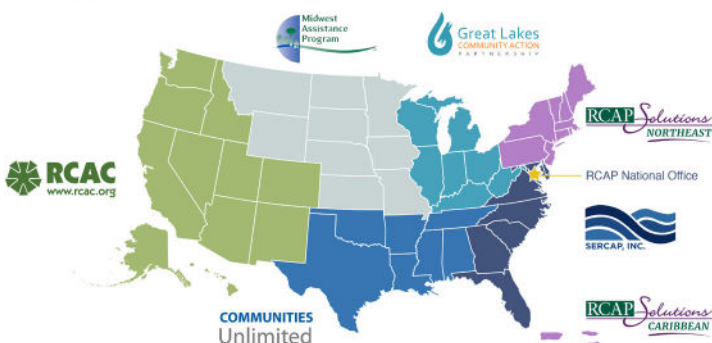 Midwest
Assistance
Program
Great Lakes
COMMUNITY ACTION
PARTNERSHIP
RCAP Solutions
NORTHEAST
RCAC
www.rcac.org
RCAP National Office
SERCAP, INC.
COMMUNITIES
Unlimited
RCAP Solutions
CARIBBEAN